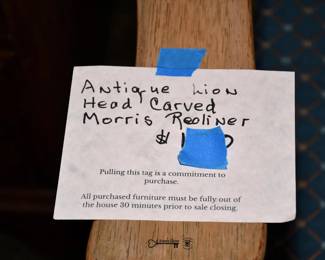 Antique Lion
Head Carved
Morris Recliner
$1
Pulling this tag is a commitment to
purchase.
All purchased furniture must be fully out of
the house 30 minutes prior to sale closing.